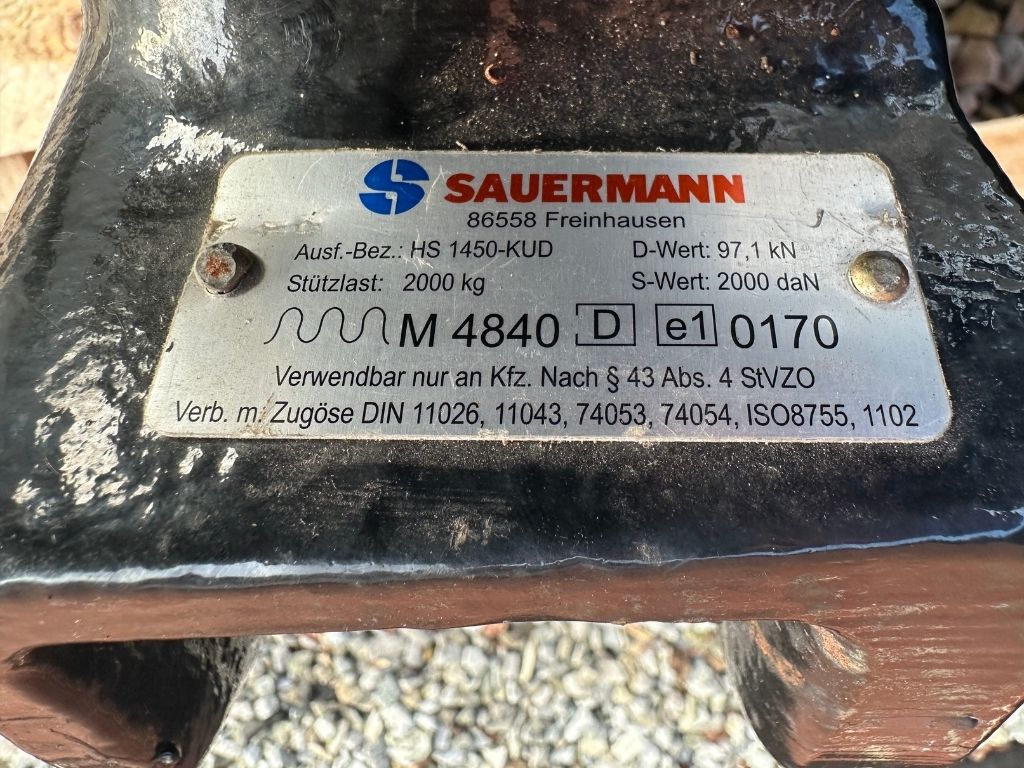 SAUERMANN
86558 Freinhausen
Ausf.-Bez.: HS 1450-KUD D-Wert: 97,1 kN
Stützlast: 2000 kg S-Wert: 2000 daN
M 4840 D e1 0170
Verwendbar nur an Kfz. Nach § 43 Abs. 4 StVZO
Verb. m. Zugöse DIN 11026, 11043, 74053, 74054, ISO8755, 1102